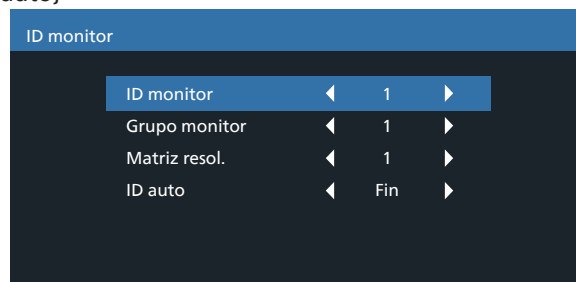 ID monitor
ID monitor 1
Grupo monitor 1
Matriz resol. 1
ID auto Fin